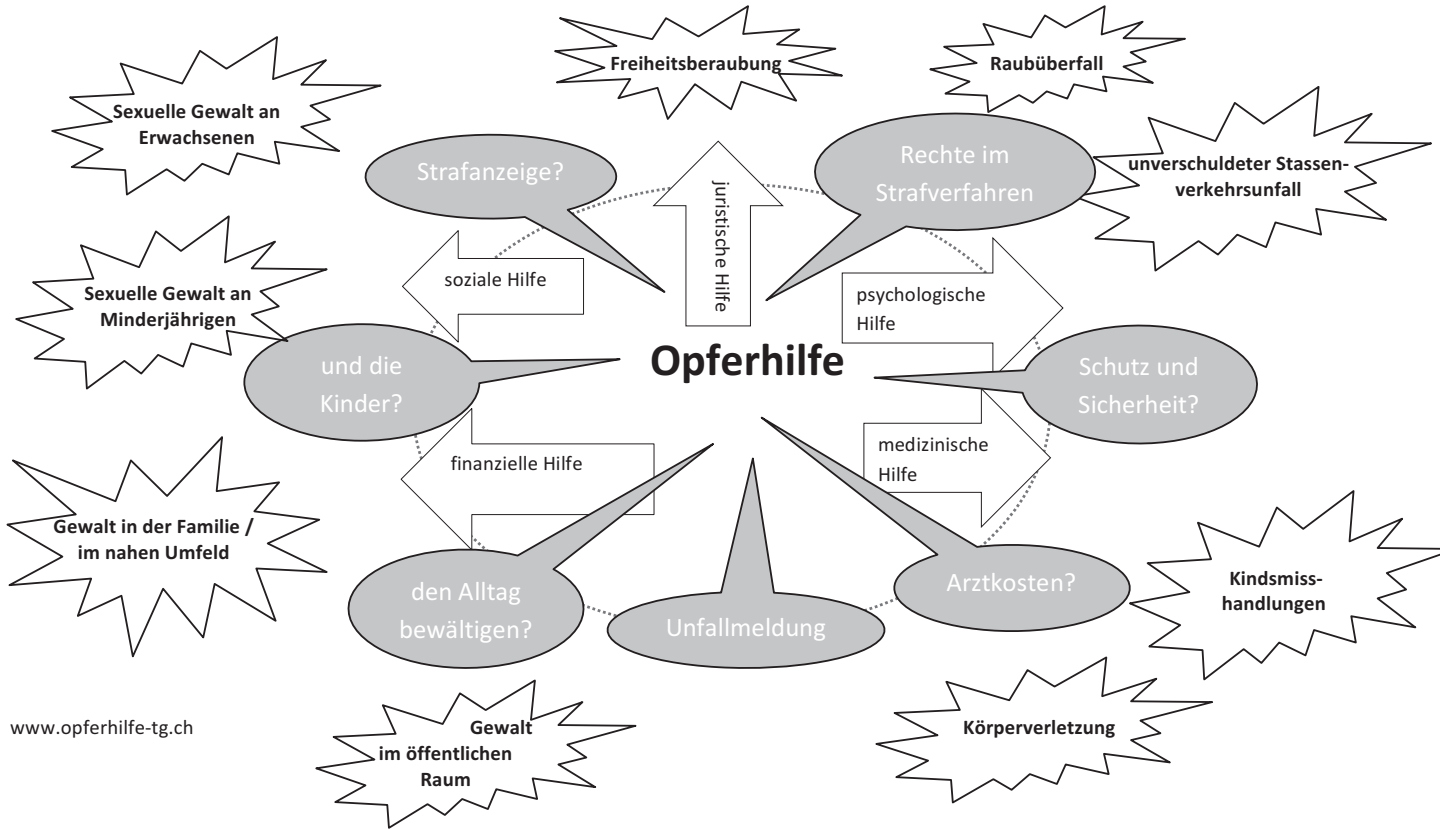 Freiheitsberaubung
Raubüberfall
Sexuelle Gewalt an
Erwachsenen
Strafanzeige?
Rechte im
Strafverfahren
unverschuldeter Stassen-
verkehrsunfall
juristische Hilfe
soziale Hilfe
psychologische
Hilfe
Sexuelle Gewalt an
Minderjährigen
und die
Kinder?
Opferhilfe
Schutz und
Sicherheit?
finanzielle Hilfe
medizinische
Hilfe
Gewalt in der Familie /
im nahen Umfeld
den Alltag
bewältigen?
Unfallmeldung
Arztkosten?
Kindsmiss-
handlungen
www.opferhilfe-tg.ch
Gewalt
im öffentlichen
Raum
Körperverletzung